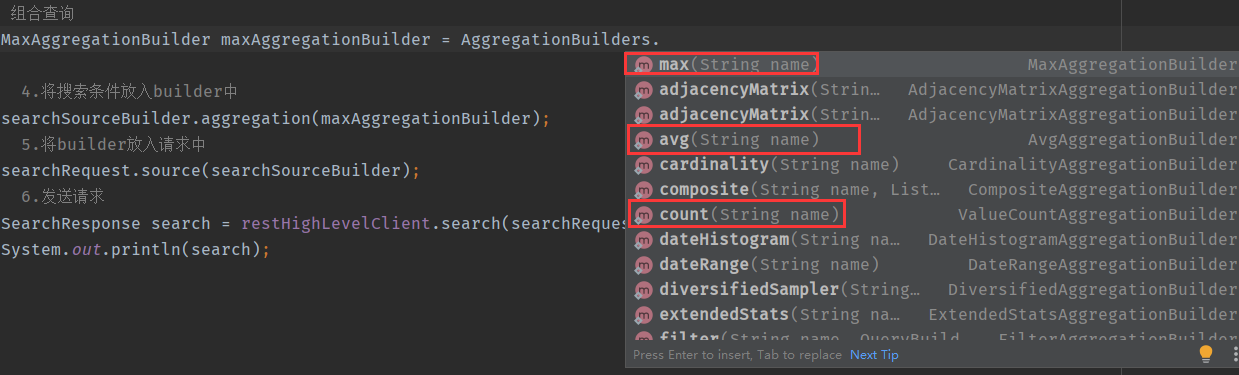 组合查询
MaxAggregationBuilder maxAggregationBuilder = AggregationBuilders.
max(String name) MaxAggregationBuilder
4.将搜索条件放入builder中
adjacencyMatrix(Strin… AdjacencyMatrixAggregationBuilder
searchSourceBuilder.aggregation(maxAggregationBuilder);
adjacencyMatrix(Strin… AdjacencyMatrixAggregationBuilder
5.将builder放入请求中
avg(String name) AvgAggregationBuilder
searchRequest.source(searchSourceBuilder);
cardinality(String name) CardinalityAggregationBuilder
6.发送请求
composite(String name, List… CompositeAggregationBuilder
SearchResponse search = restHighLevelClient.search(searchReques
count(String name) ValueCountAggregationBuilder
System.out.println(search);
dateHistogram(String na… DateHistogramAggregationBuilder
dateRange(String name) DateRangeAggregationBuilder
diversifiedSampler(String… DiversifiedAggregationBuilder
extendedStats(String na… ExtendedStatsAggregationBuilder
filter(String name, QueryBuild… FilterAggregationBuilder
Press Enter to insert, Tab to replace Next Tip